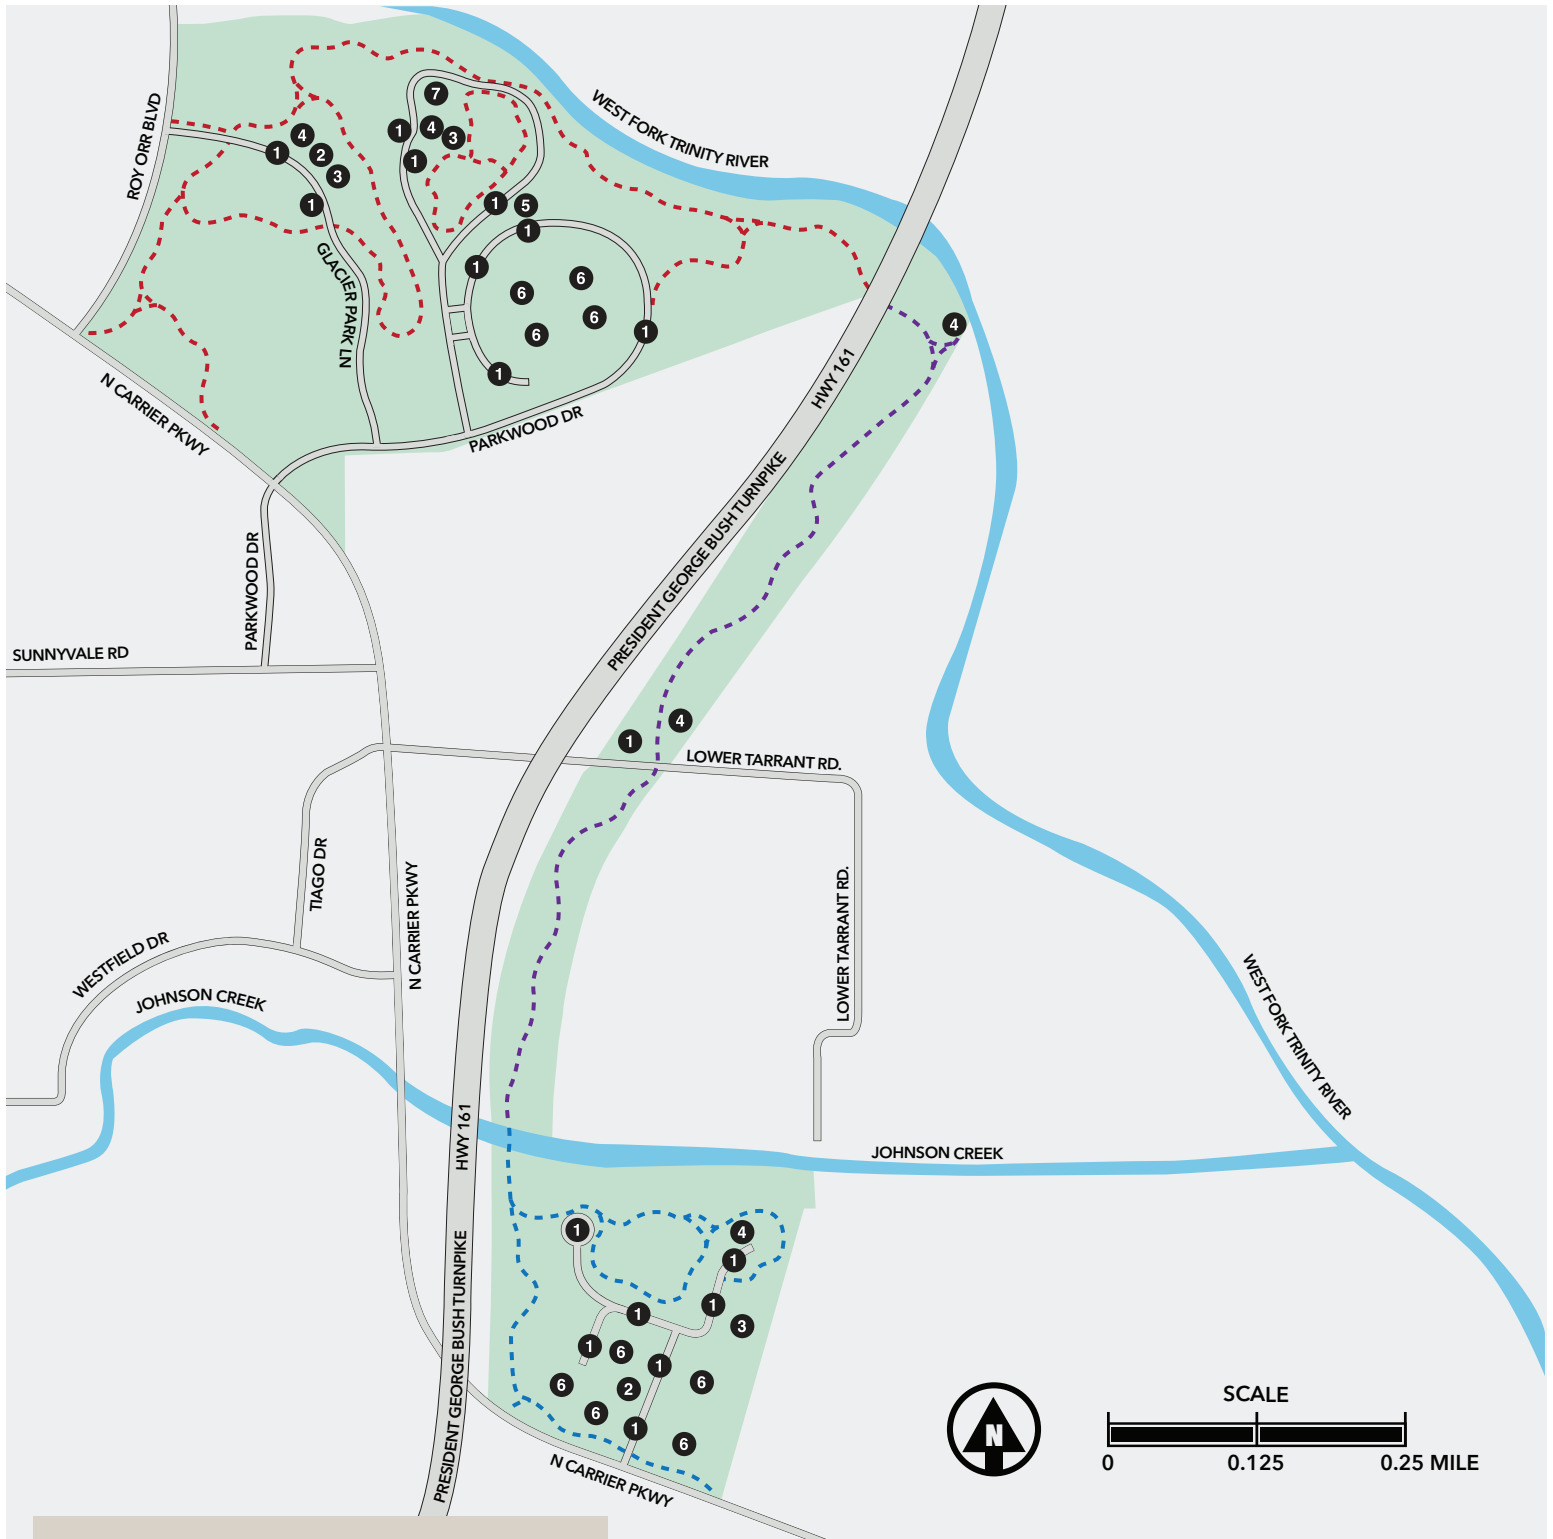 WEST FORK TRINITY RIVER
ROY ORR BLVD
7
1
4
3
4
1
2
3
1
1
1
5
1
1
GLACIER PARK LN
6
6
6
6
1
4
1
HWY 161
N CARRIER PKWY
PARKWOOD DR
PRESIDENT GEORGE BUSH TURNPIKE
PARKWOOD DR
SUNNYVALE RD
4
1
LOWER TARRANT RD.
TIAGO DR
N CARRIER PKWY
LOWER TARRANT RD.
WESTFIELD DR
JOHNSON CREEK
WEST FORK TRINITY RIVER
HWY 161
JOHNSON CREEK
1
4
1
1
1
3
1
6
1
6
6
2
6
1
6
PRESIDENT GEORGE BUSH TURNPIKE
N CARRIER PKWY
N
SCALE
0 0.125 0.25 MILE